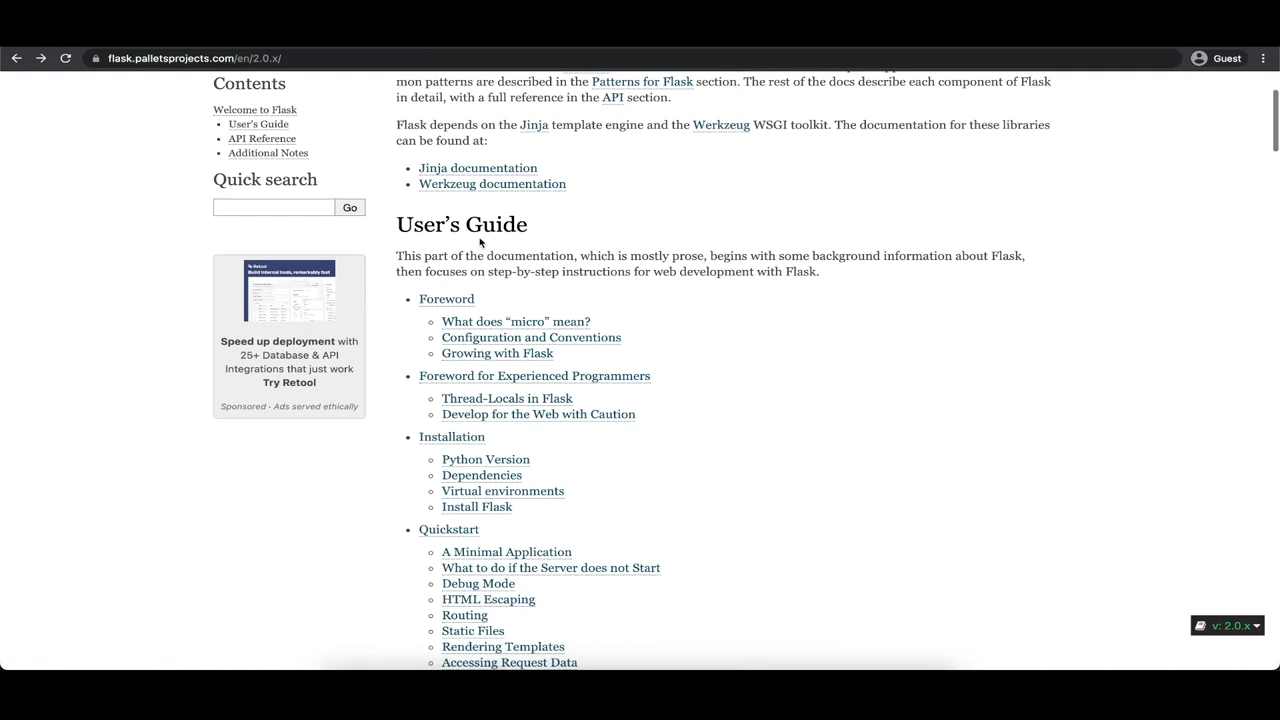 flask.palletsprojects.com/en/2.0.x/
Guest
Contents
Welcome to Flask
User's Guide
API Reference
Additional Notes
Quick search
Go
Speed up deployment with
25+ Database & API
Integrations that just work
Try Retool
Sponsored · Ads served ethically
mon patterns are described in the Patterns for Flask section. The rest of the docs describe each component of Flask
in detail, with a full reference in the API section.
Flask depends on the Jinja template engine and the Werkzeug WSGI toolkit. The documentation for these libraries
can be found at:
Jinja documentation
Werkzeug documentation
User's Guide
This part of the documentation, which is mostly prose, begins with some background information about Flask,
then focuses on step-by-step instructions for web development with Flask.
Foreword
What does “micro” mean?
Configuration and Conventions
Growing with Flask
Foreword for Experienced Programmers
Thread-Locals in Flask
Develop for the Web with Caution
Installation
Python Version
Dependencies
Virtual environments
Install Flask
Quickstart
A Minimal Application
What to do if the Server does not Start
Debug Mode
HTML Escaping
Routing
Static Files
Rendering Templates
Accessing Request Data
v: 2.0.x